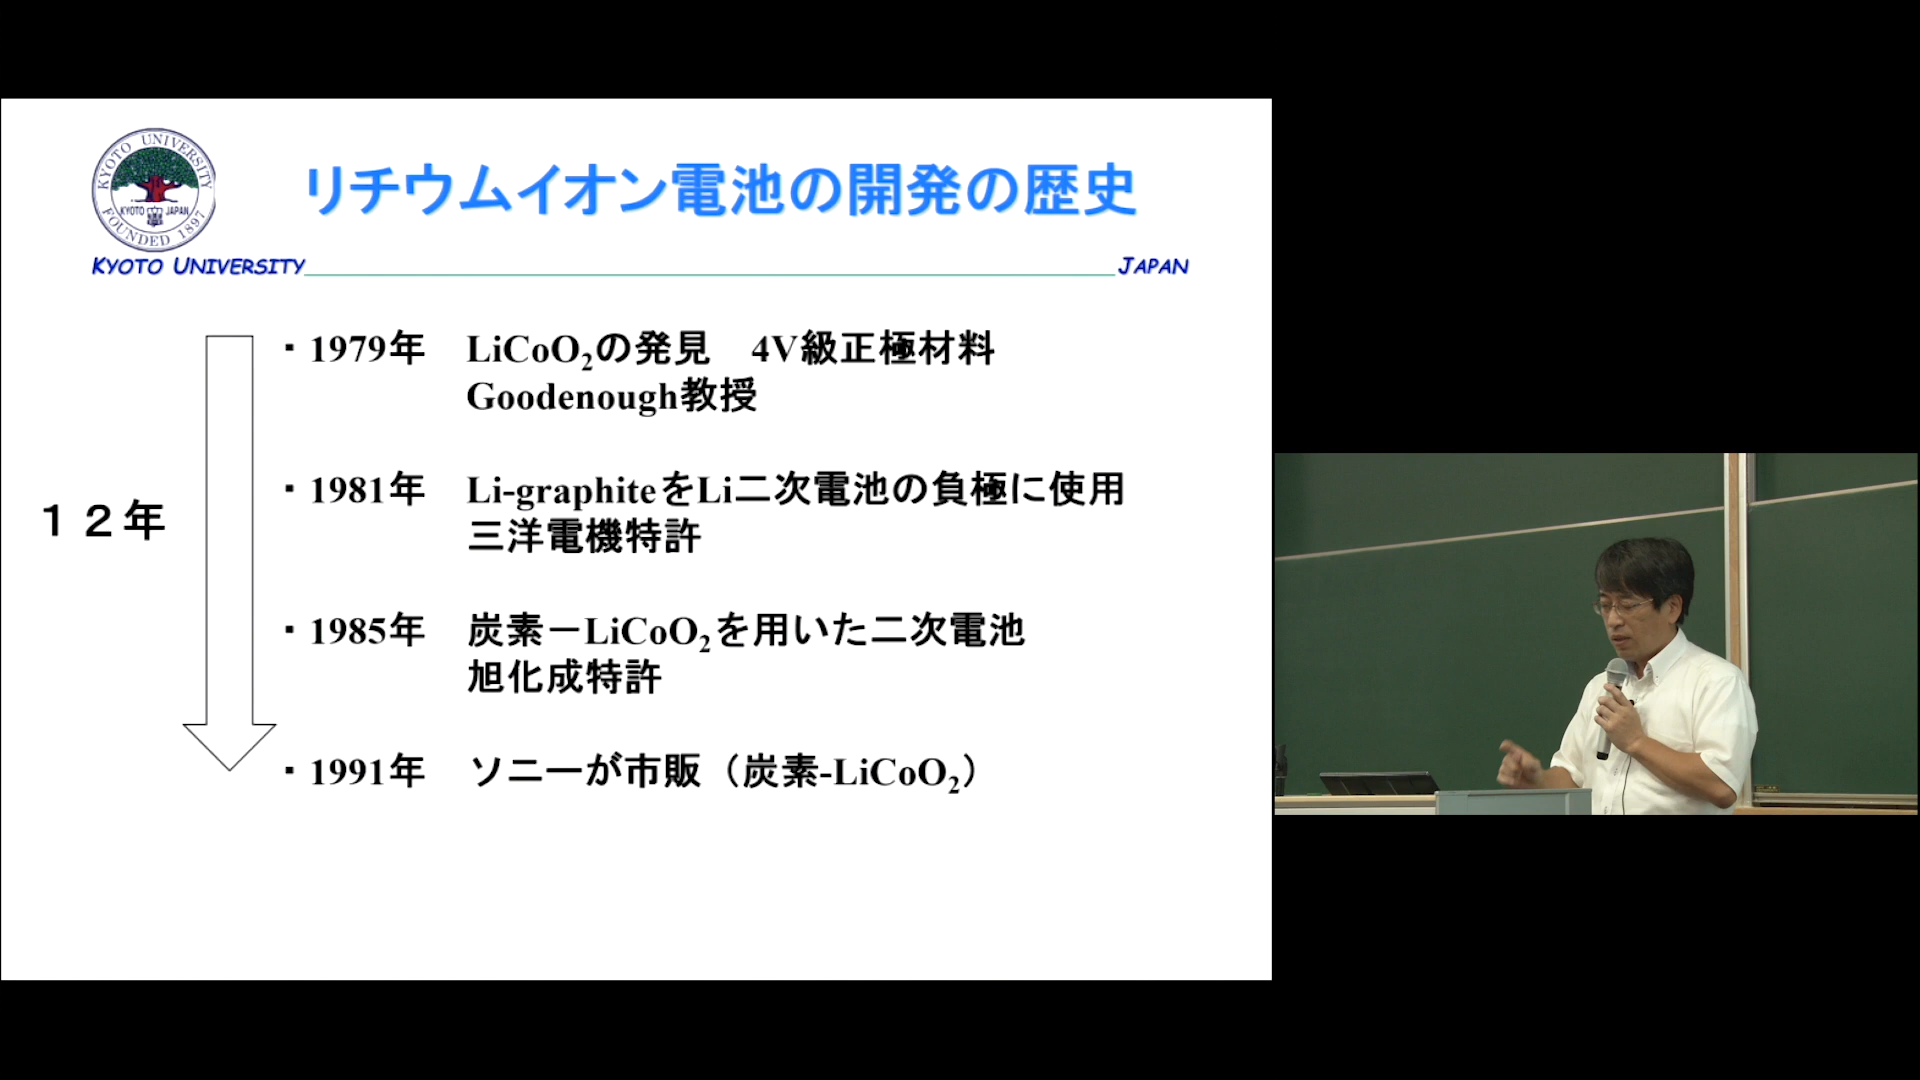 KYOTO UNIVERSITY
KYOTO JAPAN
FOUNDED 1897
リチウムイオン電池の開発の歴史
KYOTO UNIVERSITY
JAPAN
・1979年 LiCoO₂の発見 4V級正極材料
Goodenough教授
・1981年 Li-graphiteをLi二次電池の負極に使用
三洋電機特許
１２年
・1985年 炭素－LiCoO₂を用いた二次電池
旭化成特許
・1991年 ソニーが市販（炭素-LiCoO₂）